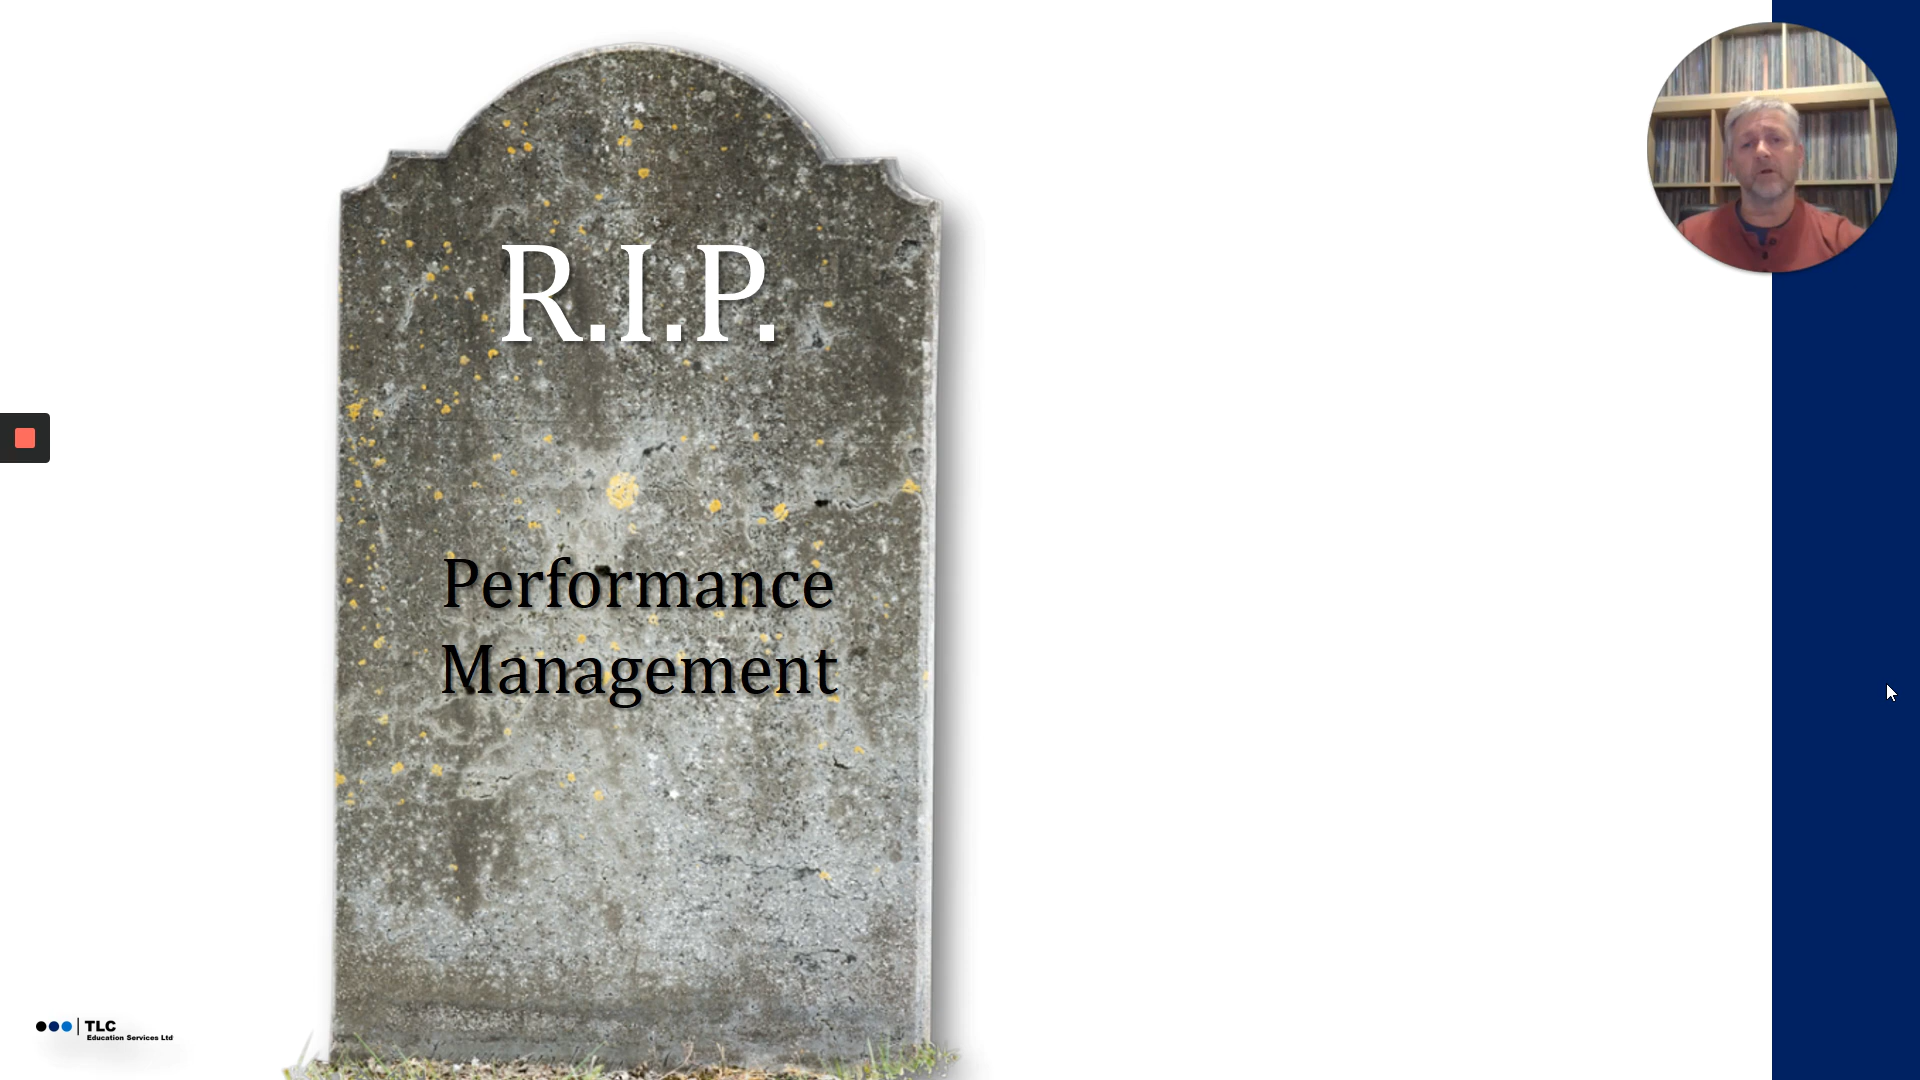 R.I.P.
Performance
Management
TLC
Education Services Ltd